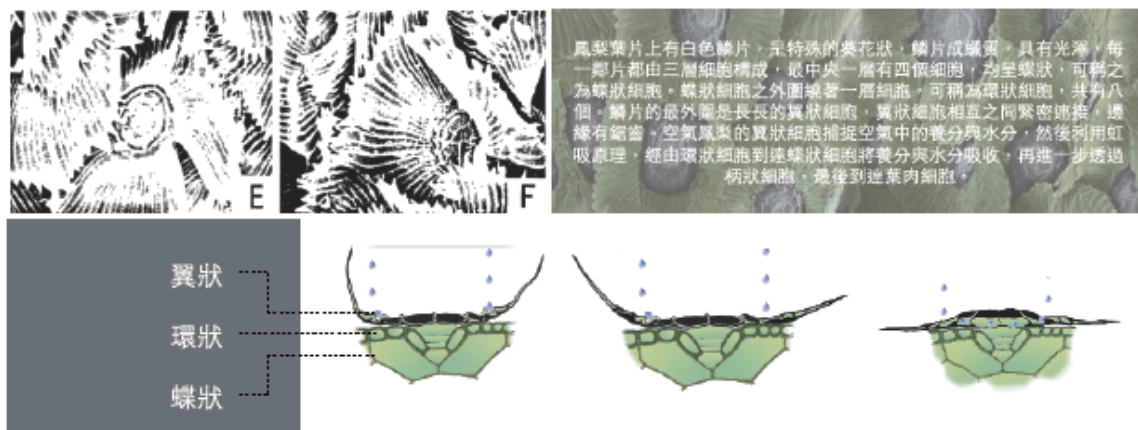 E
F
鳳梨葉片上有白色鱗片，呈特殊的葵花狀，鱗片成蠟質，具有光澤，每
一鄰片都由三層細胞構成，最中央一層有四個細胞，均呈蝶狀，可稱之
為蝶狀細胞。蝶狀細胞之外圍繞著一層細胞，可稱為環狀細胞，共有八
個。鱗片的最外圍是長長的翼狀細胞，翼狀細胞相互之間緊密連接，邊
緣有鋸齒。空氣鳳梨的翼狀細胞捕捉空氣中的養分與水分，然後利用虹
吸原理，經由環狀細胞到達蝶狀細胞將養分與水分吸收，再進一步透過
柄狀細胞，最後到達葉肉細胞。
翼狀
環狀
蝶狀